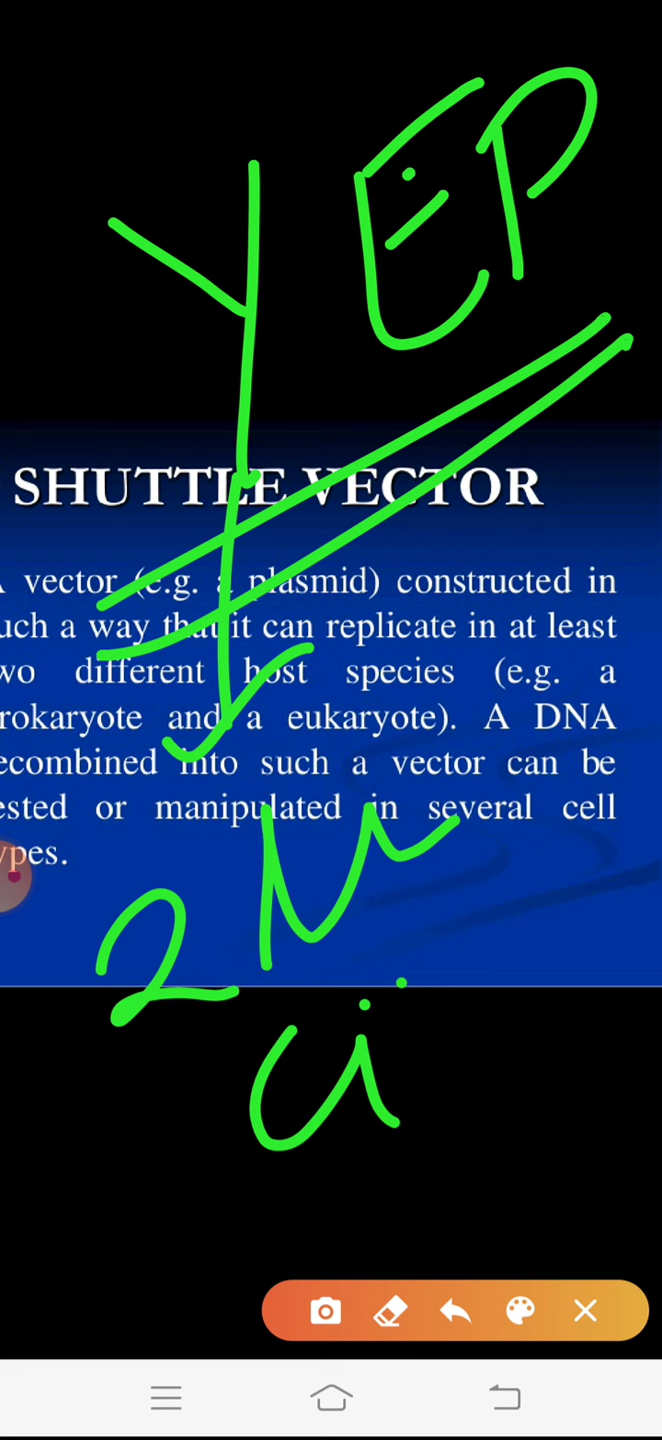 YEP
SHUTTLE VECTOR
vector (e.g. a plasmid) constructed in
uch a way that it can replicate in at least
wo different host species (e.g. a
rokaryote and a eukaryote). A DNA
ecombined into such a vector can be
ested or manipulated in several cell
ypes.
2 μ